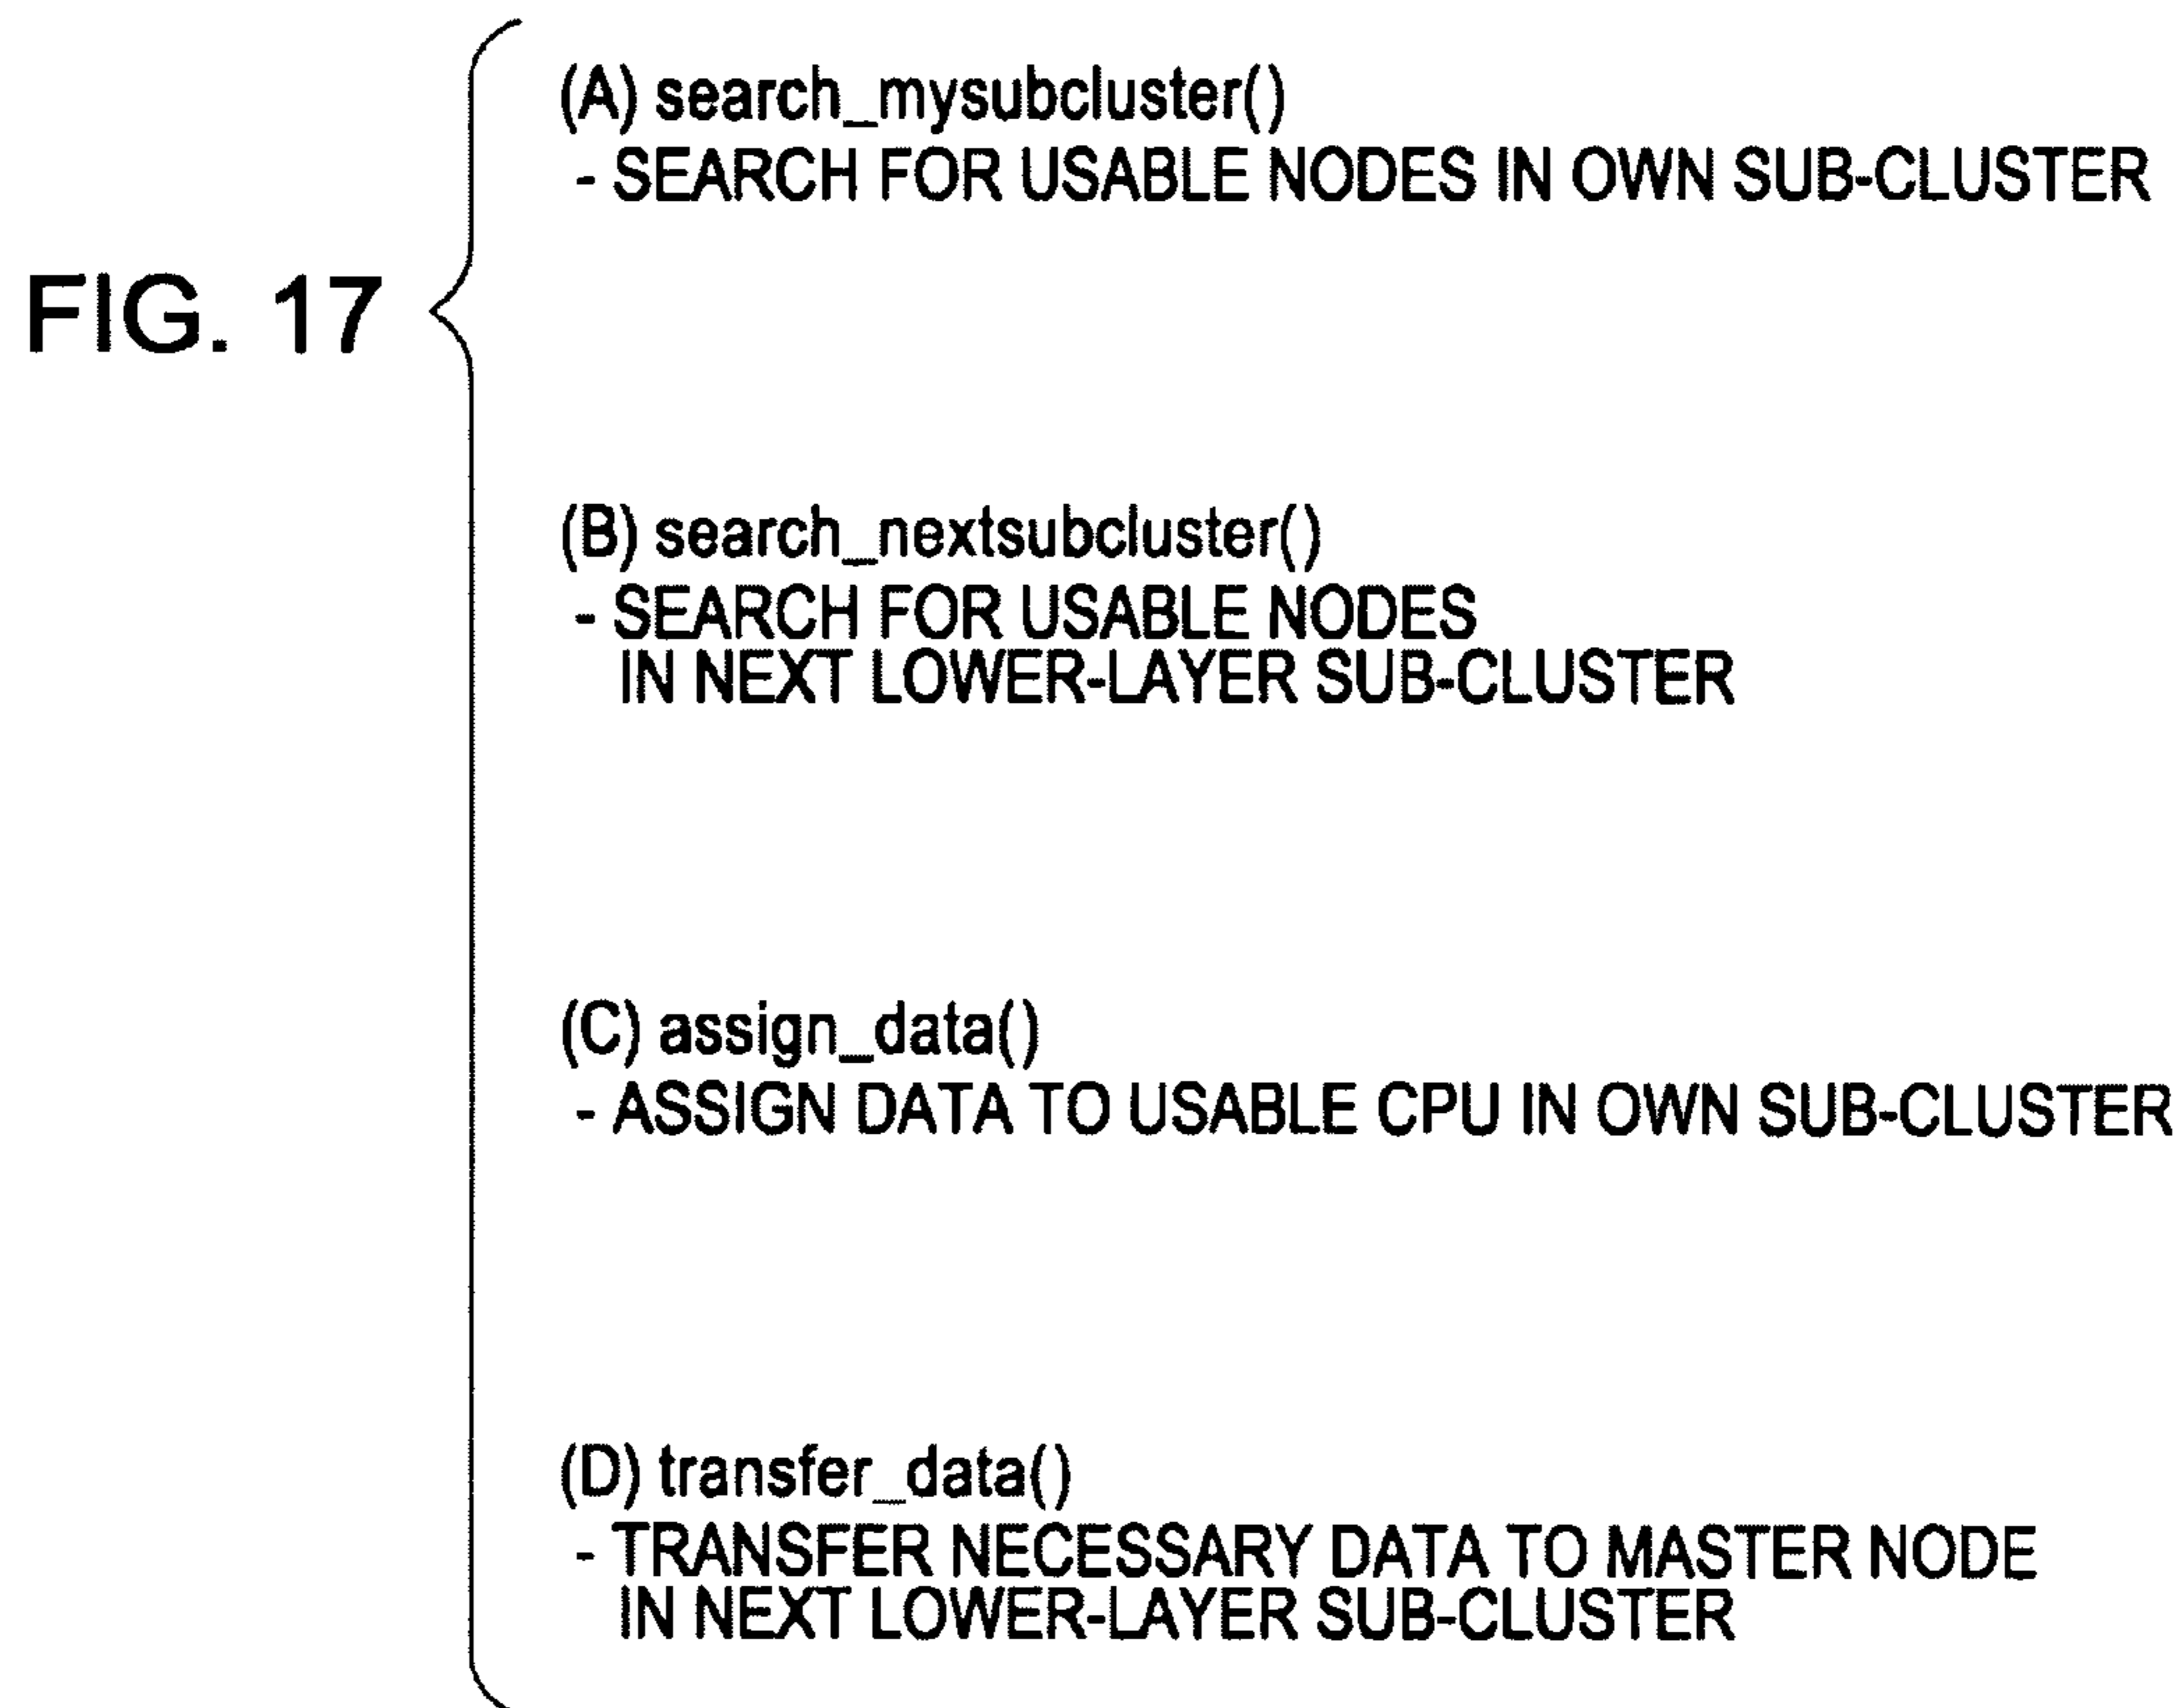 FIG. 17
(A) search_mysubcluster()
- SEARCH FOR USABLE NODES IN OWN SUB-CLUSTER
(B) search_nextsubcluster()
- SEARCH FOR USABLE NODES
IN NEXT LOWER-LAYER SUB-CLUSTER
(C) assign_data()
- ASSIGN DATA TO USABLE CPU IN OWN SUB-CLUSTER
(D) transfer_data()
- TRANSFER NECESSARY DATA TO MASTER NODE
IN NEXT LOWER-LAYER SUB-CLUSTER